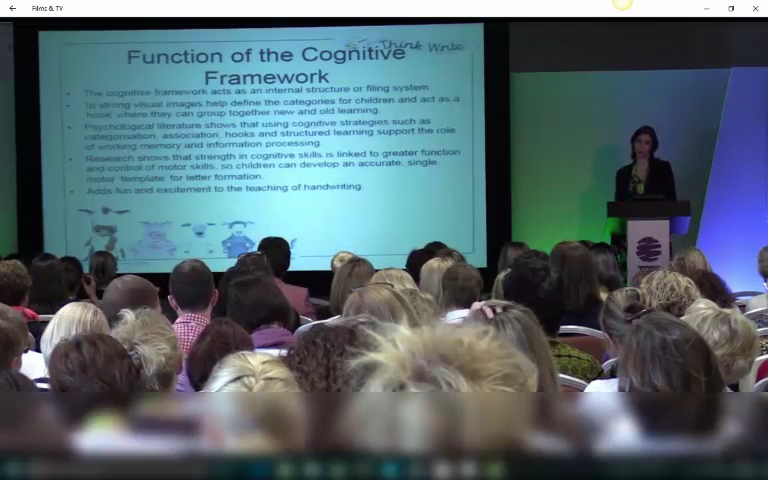 Films & TV
Think Write
Function of the Cognitive
Framework
• The cognitive framework acts as an internal structure or filing system.
• To strong visual images help define the categories for children and act as a
'hook' where they can group together new and old learning.
• Psychological literature shows that using cognitive strategies such as
categorisation, association, hooks and structured learning support the role
of working memory and information processing.
• Research shows that strength in cognitive skills is linked to greater function
and control of motor skills, so children can develop an accurate, single
motor 'template' for letter formation.
• Adds fun and excitement to the teaching of handwriting.